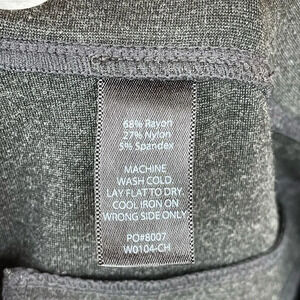 68% Rayon
27% Nylon
5% Spandex
MACHINE
WASH COLD.
LAY FLAT TO DRY.
COOL IRON ON
WRONG SIDE ONLY
PO#8007
W0104-CH